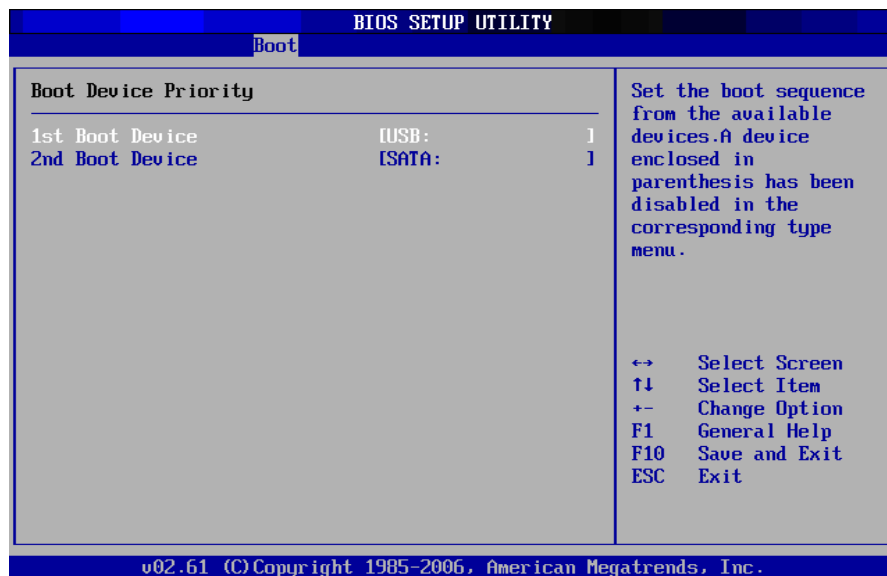 BIOS SETUP UTILITY
Boot
Boot Device Priority
1st Boot Device [USB: ]
2nd Boot Device [SATA: ]
Set the boot sequence
from the available
devices.A device
enclosed in
parenthesis has been
disabled in the
corresponding type
menu.
←→ Select Screen
↑↓ Select Item
+- Change Option
F1 General Help
F10 Save and Exit
ESC Exit
v02.61 (C)Copyright 1985-2006, American Megatrends, Inc.